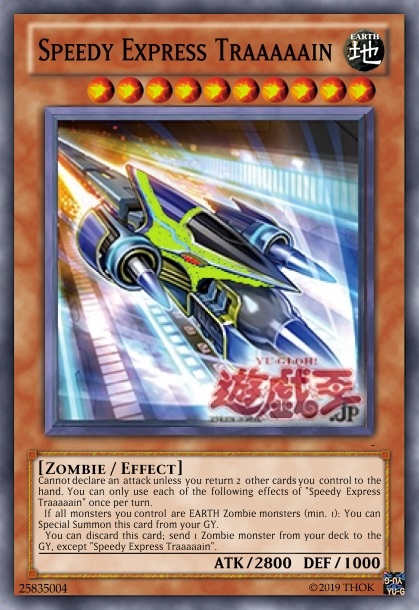 Speedy Express Traaaaain
EARTH
地
YU-GI-OH!
遊戯王
.JP
[Zombie / Effect]
Cannot declare an attack unless you return 2 other cards you control to the
hand. You can only use each of the following effects of "Speedy Express
Traaaaain" once per turn.
If all monsters you control are EARTH Zombie monsters (min. 1): You can
Special Summon this card from your GY.
You can discard this card; send 1 Zombie monster from your deck to the
GY, except "Speedy Express Traaaaain".
ATK/2800 DEF/1000
25835004
©2019 THOK
D-NA
YU-G